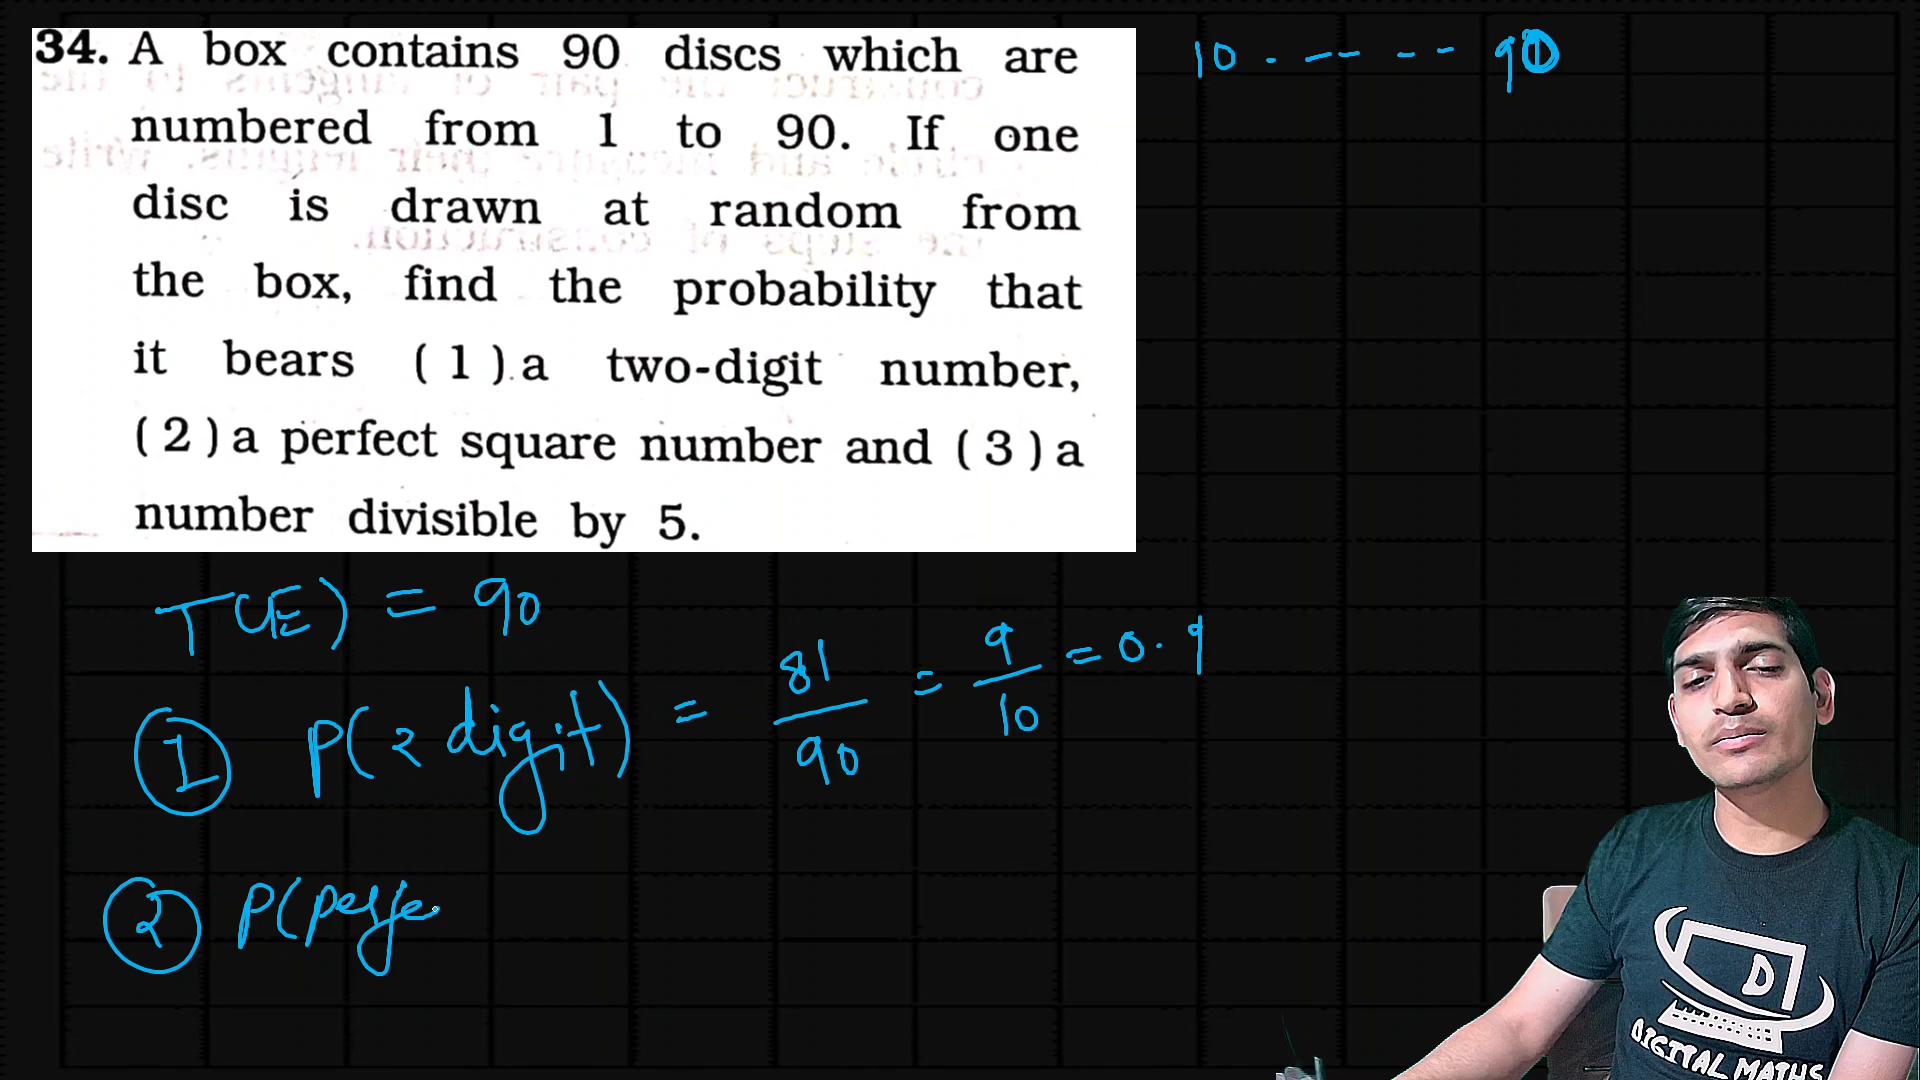 34. A box contains 90 discs which are
numbered from 1 to 90. If one
disc is drawn at random from
the box, find the probability that
it bears (1) a two-digit number,
(2) a perfect square number and (3) a
number divisible by 5.
10 . -- -- - - 90
T(E) = 90
① P(2 digit) = 81/90 = 9/10 = 0.9
② P(perfe
D
DIGITAL MATHS